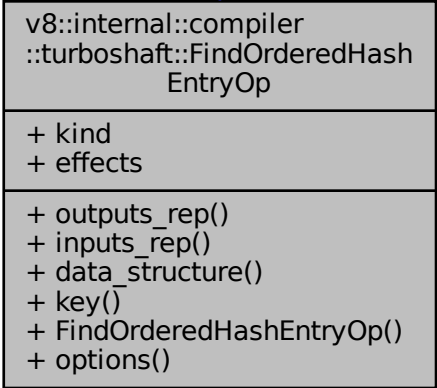 v8::internal::compiler
::turboshaft::FindOrderedHash
EntryOp
+ kind
+ effects
+ outputs_rep()
+ inputs_rep()
+ data_structure()
+ key()
+ FindOrderedHashEntryOp()
+ options()